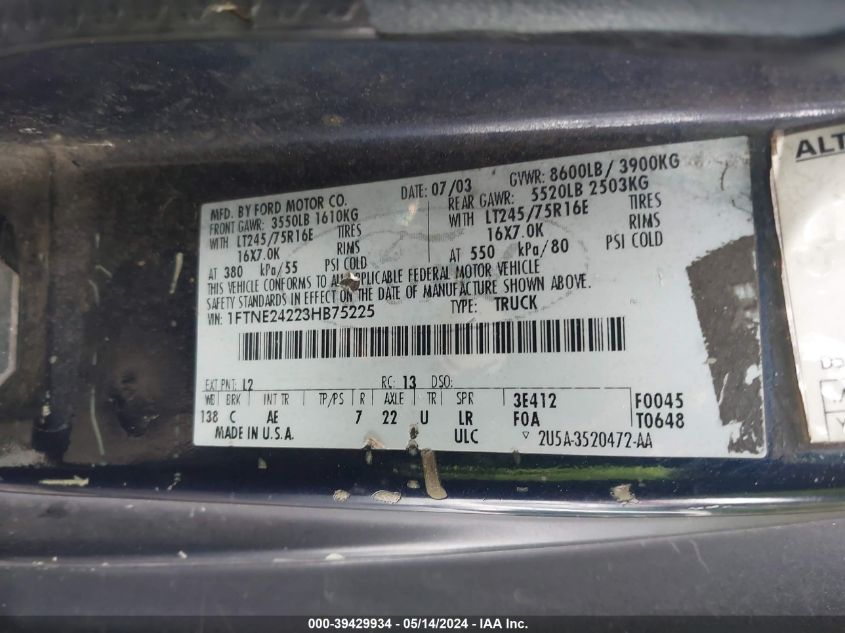 MFD. BY FORD MOTOR CO.
DATE: 07/03
GVWR: 8600LB/ 3900KG
FRONT GAWR: 3550LB 1610KG
REAR GAWR: 5520LB 2503KG
WITH LT245/75R16E TIRES
WITH LT245/75R16E TIRES
16X7.0K RIMS
16X7.0K RIMS
AT 380 kPa/55 PSI COLD
AT 550 kPa/80 PSI COLD
THIS VEHICLE CONFORMS TO ALL APPLICABLE FEDERAL MOTOR VEHICLE
SAFETY STANDARDS IN EFFECT ON THE DATE OF MANUFACTURE SHOWN ABOVE.
VIN: 1FTNE24223HB75225
TYPE: TRUCK
EXT PNT: L2 RC: 13 DSO:
WB BRK INT TR TP/PS R AXLE TR SPR 3E412 F0045
138 C AE 7 22 U LR F0A T0648
MADE IN U.S.A. ULC ▽ 2U5A-3520472-AA
ALT
000-39429934 / 05/14/2024 - IAA Inc.